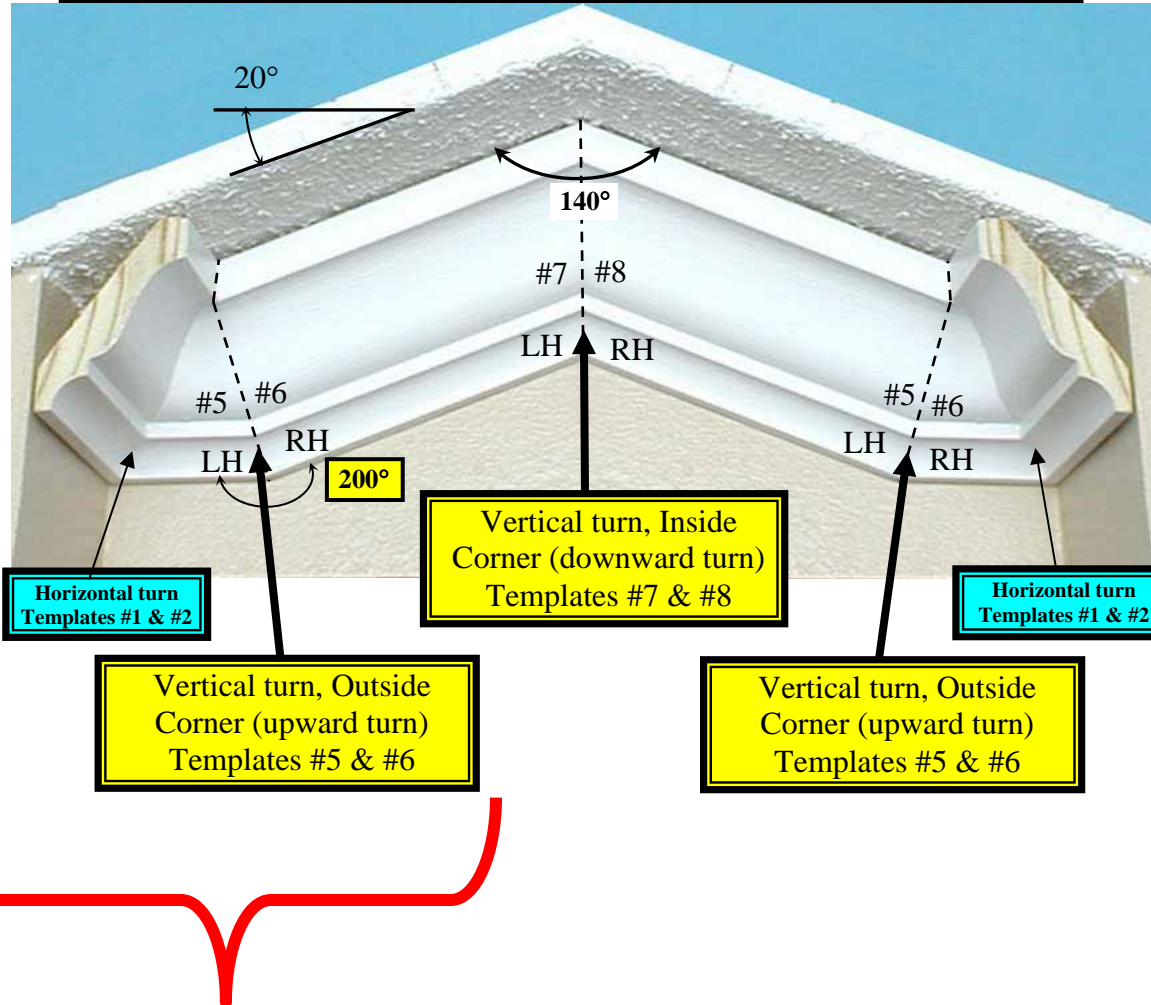 20°
140°
#7 #8
LH RH
#5 #6
LH RH
200°
#5 #6
LH RH
Vertical turn, Inside
Corner (downward turn)
Templates #7 & #8
Horizontal turn
Templates #1 & #2
Horizontal turn
Templates #1 & #2
Vertical turn, Outside
Corner (upward turn)
Templates #5 & #6
Vertical turn, Outside
Corner (upward turn)
Templates #5 & #6